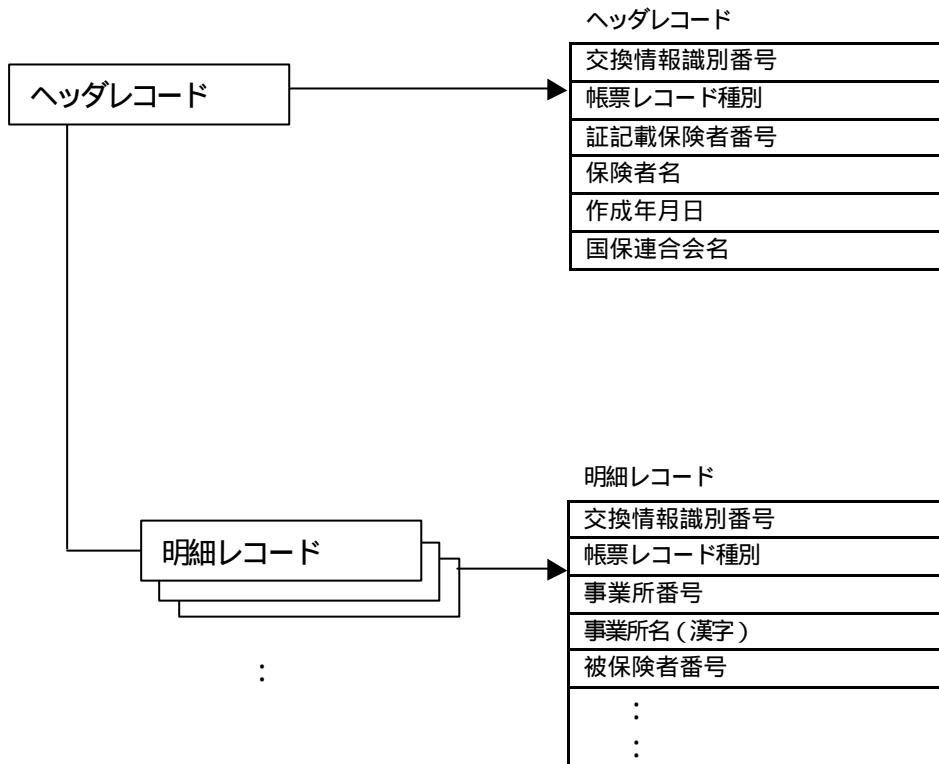 ヘッダレコード
ヘッダレコード
交換情報識別番号
帳票レコード種別
証記載保険者番号
保険者名
作成年月日
国保連合会名
明細レコード
明細レコード
交換情報識別番号
帳票レコード種別
事業所番号
事業所名(漢字)
被保険者番号
:
:
: